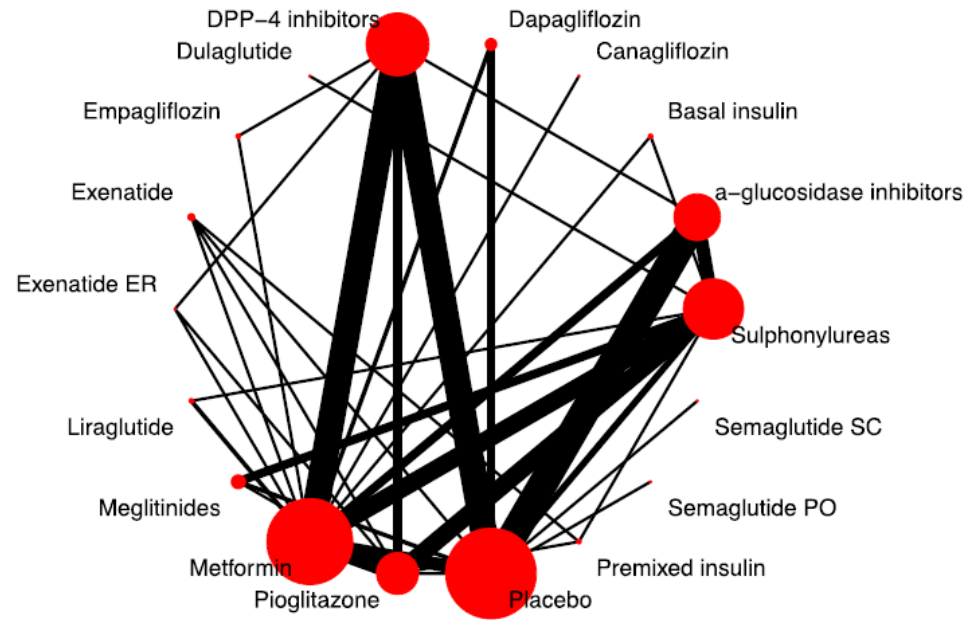 DPP−4 inhibitors
Dapagliflozin
Dulaglutide
Canagliflozin
Empagliflozin
Basal insulin
Exenatide
a−glucosidase inhibitors
Exenatide ER
Sulphonylureas
Liraglutide
Semaglutide SC
Meglitinides
Semaglutide PO
Metformin
Premixed insulin
Pioglitazone
Placebo